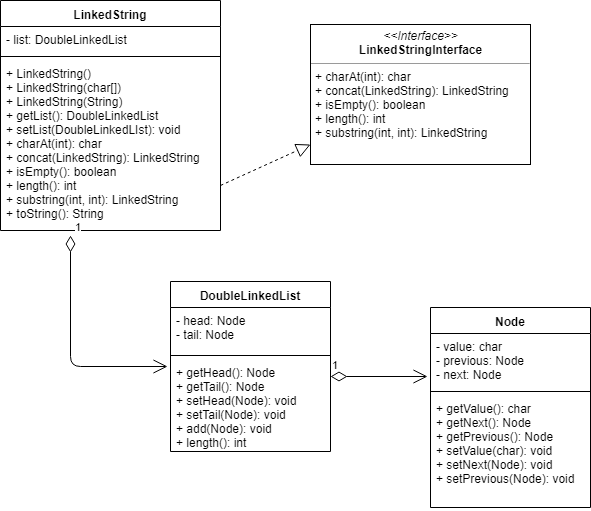 LinkedString
- list: DoubleLinkedList
+ LinkedString()
+ LinkedString(char[])
+ LinkedString(String)
+ getList(): DoubleLinkedList
+ setList(DoubleLinkedLIst): void
+ charAt(int): char
+ concat(LinkedString): LinkedString
+ isEmpty(): boolean
+ length(): int
+ substring(int, int): LinkedString
+ toString(): String
1
<<Interface>>
LinkedStringInterface
+ charAt(int): char
+ concat(LinkedString): LinkedString
+ isEmpty(): boolean
+ length(): int
+ substring(int, int): LinkedString
DoubleLinkedList
- head: Node
- tail: Node
+ getHead(): Node
+ getTail(): Node
+ setHead(Node): void
+ setTail(Node): void
+ add(Node): void
+ length(): int
1
Node
- value: char
- previous: Node
- next: Node
+ getValue(): char
+ getNext(): Node
+ getPrevious(): Node
+ setValue(char): void
+ setNext(Node): void
+ setPrevious(Node): void